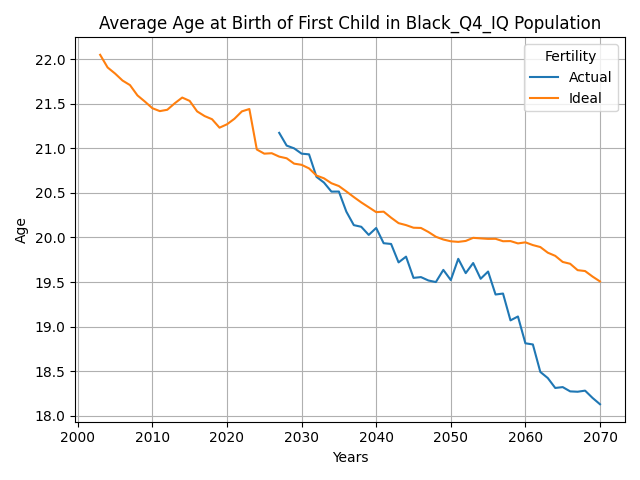 Average Age at Birth of First Child in Black_Q4_IQ Population
Fertility
Actual
Ideal
Age
22.0
21.5
21.0
20.5
20.0
19.5
19.0
18.5
18.0
2000 2010 2020 2030 2040 2050 2060 2070
Years